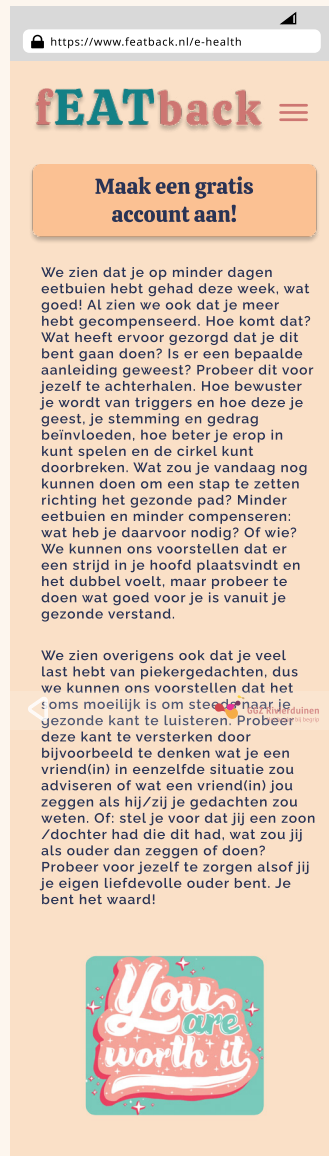 https://www.featback.nl/e-health
fEATback
Maak een gratis
account aan!
We zien dat je op minder dagen
eetbuien hebt gehad deze week, wat
goed! Al zien we ook dat je meer
hebt gecompenseerd. Hoe komt dat?
Wat heeft ervoor gezorgd dat je dit
bent gaan doen? Is er een bepaalde
aanleiding geweest? Probeer dit voor
jezelf te achterhalen. Hoe bewuster
je wordt van triggers en hoe deze je
geest, je stemming en gedrag
beïnvloeden, hoe beter je erop in
kunt spelen en de cirkel kunt
doorbreken. Wat zou je vandaag nog
kunnen doen om een stap te zetten
richting het gezonde pad? Minder
eetbuien en minder compenseren:
wat heb je daarvoor nodig? Of wie?
We kunnen ons voorstellen dat er
een strijd in je hoofd plaatsvindt en
het dubbel voelt, maar probeer te
doen wat goed voor je is vanuit je
gezonde verstand.
We zien overigens ook dat je veel
last hebt van piekergedachten, dus
we kunnen ons voorstellen dat het
soms moeilijk is om steeds naar je
GGZ Rivierduinen
gezonde kant te luisteren. Probeer
deze kant te versterken door
bijvoorbeeld te denken wat je een
vriend(in) in eenzelfde situatie zou
adviseren of wat een vriend(in) jou
zeggen als hij/zij je gedachten zou
weten. Of: stel je voor dat jij een zoon
/dochter had die dit had, wat zou jij
als ouder dan zeggen of doen?
Probeer voor jezelf te zorgen alsof jij
je eigen liefdevolle ouder bent. Je
bent het waard!
You
are
worth it